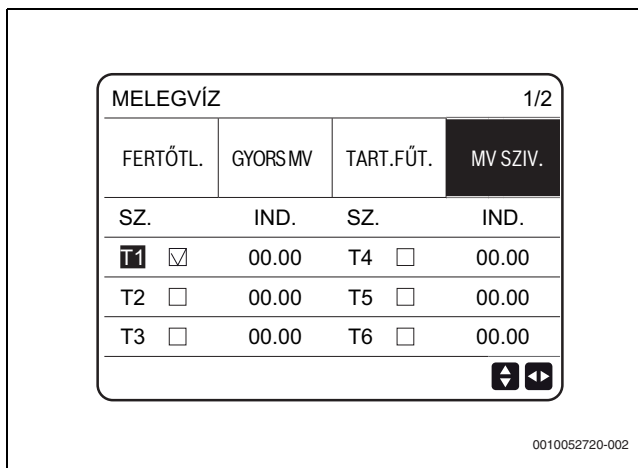 MELEGVÍZ 1/2
FERTŐTL. GYORS MV TART.FŰT. MV SZIV.
SZ. IND. SZ. IND.
T1 00.00 T4 00.00
T2 00.00 T5 00.00
T3 00.00 T6 00.00
0010052720-002